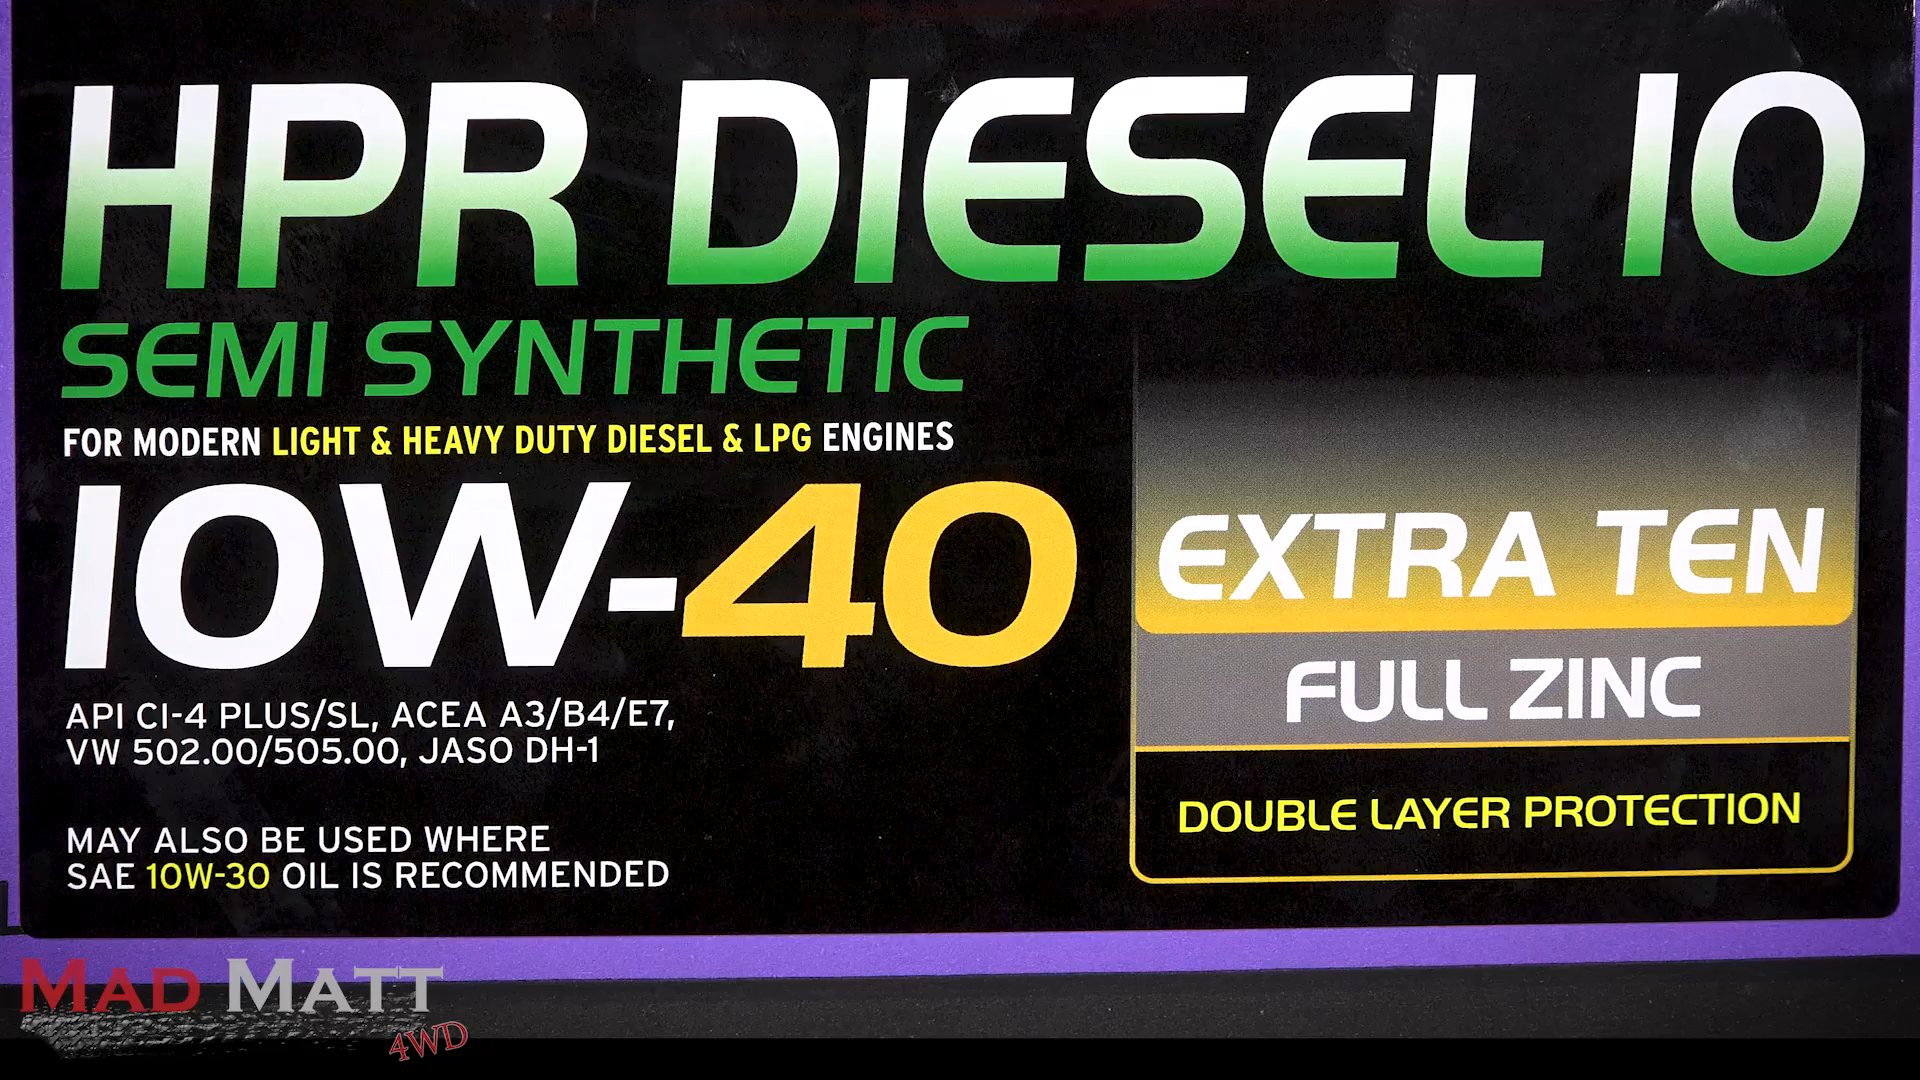 HPR DIESEL 10
SEMI SYNTHETIC
FOR MODERN LIGHT & HEAVY DUTY DIESEL & LPG ENGINES
10W-40
API CI-4 PLUS/SL, ACEA A3/B4/E7,
VW 502.00/505.00, JASO DH-1
MAY ALSO BE USED WHERE
SAE 10W-30 OIL IS RECOMMENDED
EXTRA TEN
FULL ZINC
DOUBLE LAYER PROTECTION
MAD MATT
4WD